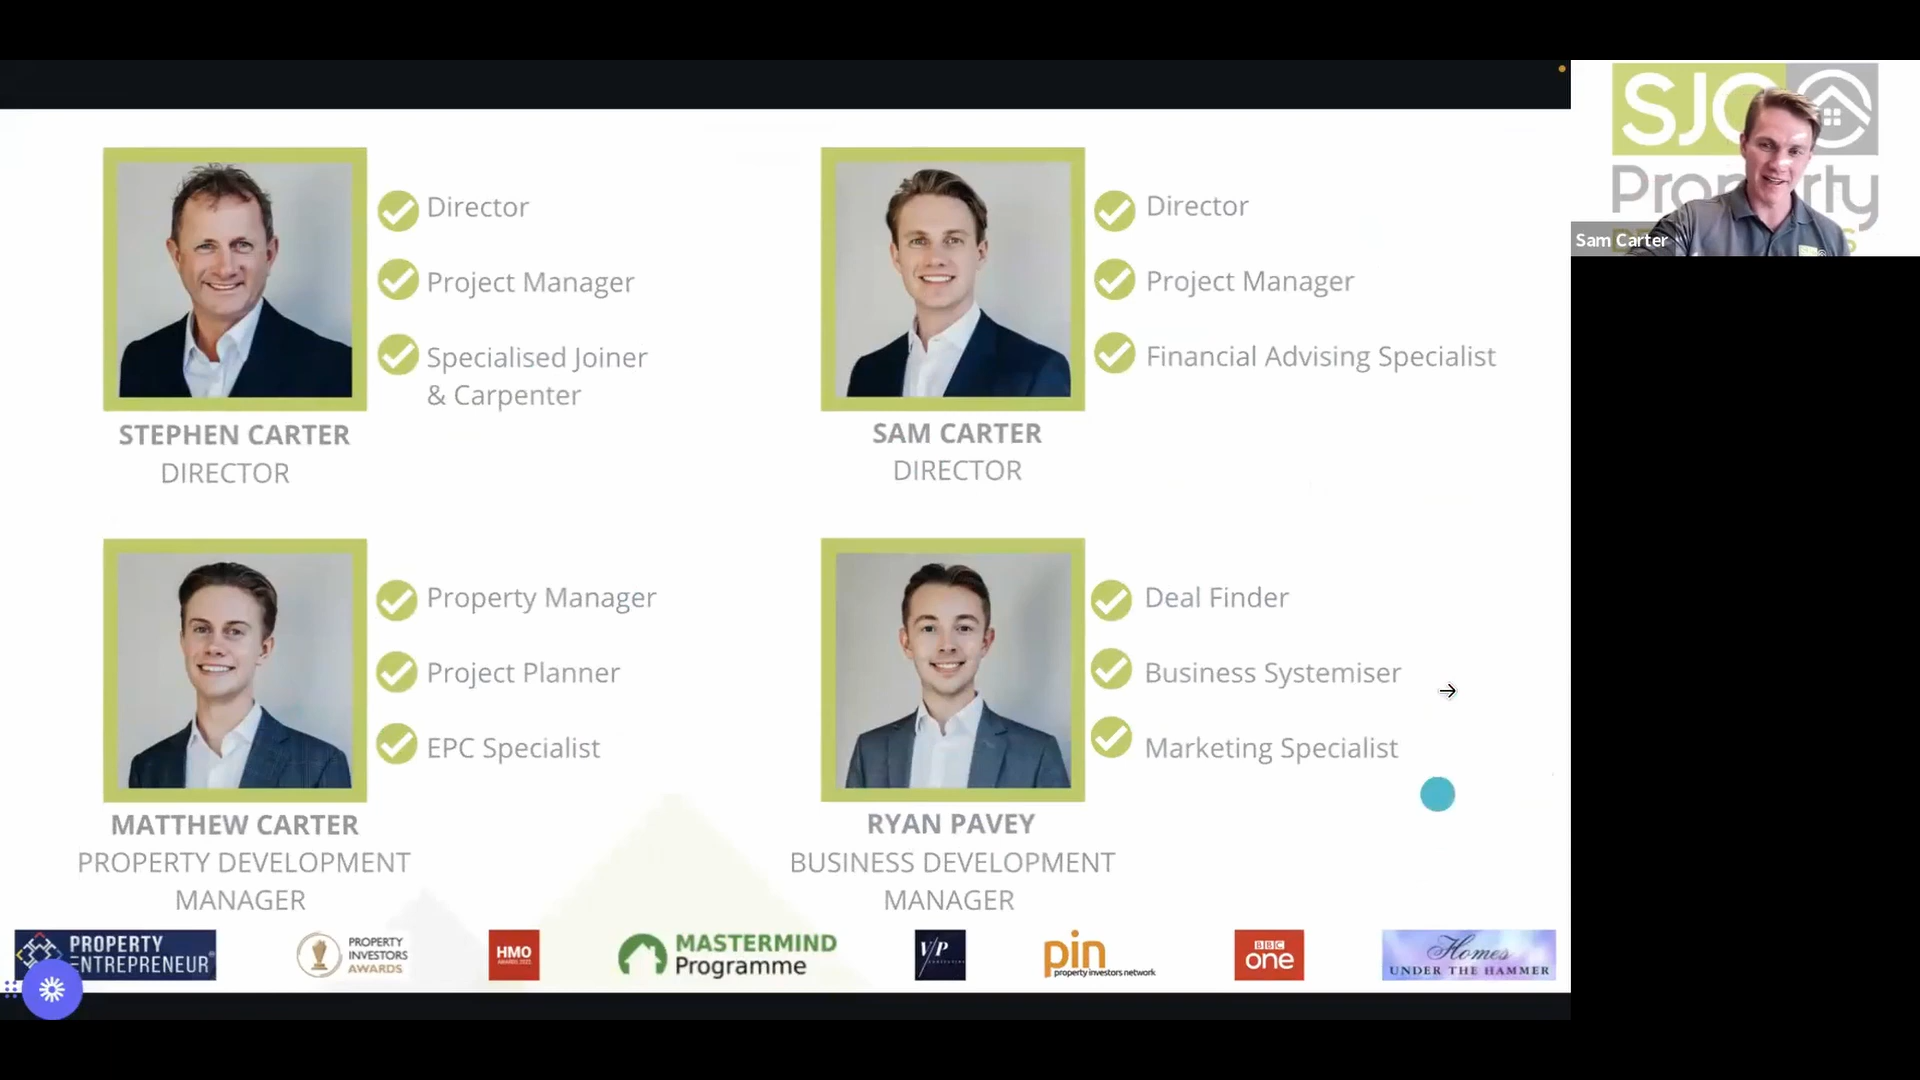 Director
Project Manager
Specialised Joiner
& Carpenter
STEPHEN CARTER
DIRECTOR
Director
Project Manager
Financial Advising Specialist
SAM CARTER
DIRECTOR
Property Manager
Project Planner
EPC Specialist
MATTHEW CARTER
PROPERTY DEVELOPMENT
MANAGER
Deal Finder
Business Systemiser
Marketing Specialist
RYAN PAVEY
BUSINESS DEVELOPMENT
MANAGER
PROPERTY
ENTREPRENEUR®
PROPERTY
INVESTORS
AWARDS
HMO
MASTERMIND
Programme
V/P
pin
property investors network
BBC
one
Homes
UNDER THE HAMMER
SJC
Property
Sam Carter